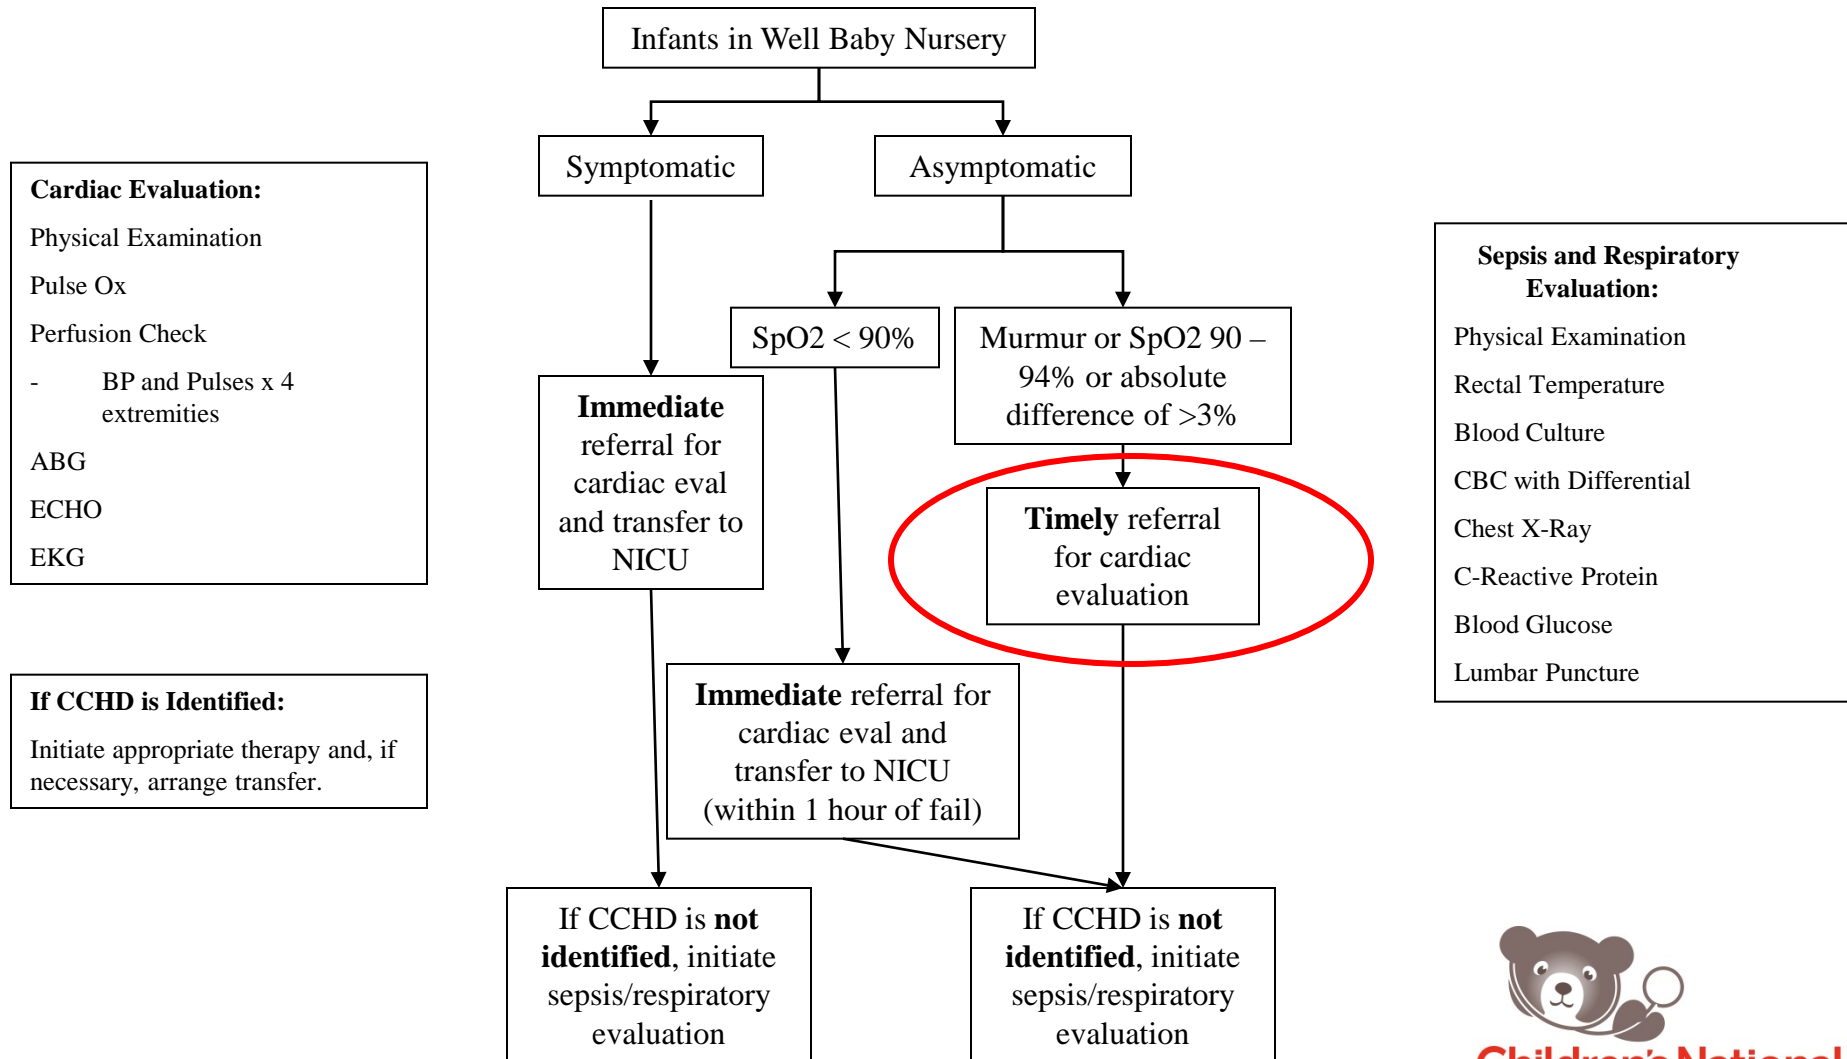 Infants in Well Baby Nursery
Symptomatic
Asymptomatic
Cardiac Evaluation:
Physical Examination
Pulse Ox
Perfusion Check
- BP and Pulses x 4
extremities
ABG
ECHO
EKG
If CCHD is Identified:
Initiate appropriate therapy and, if
necessary, arrange transfer.
SpO2 < 90%
Murmur or SpO2 90 –
94% or absolute
difference of >3%
Immediate
referral for
cardiac eval
and transfer to
NICU
Timely referral
for cardiac
evaluation
Immediate referral for
cardiac eval and
transfer to NICU
(within 1 hour of fail)
If CCHD is not
identified, initiate
sepsis/respiratory
evaluation
If CCHD is not
identified, initiate
sepsis/respiratory
evaluation
Sepsis and Respiratory
Evaluation:
Physical Examination
Rectal Temperature
Blood Culture
CBC with Differential
Chest X-Ray
C-Reactive Protein
Blood Glucose
Lumbar Puncture
Children's National